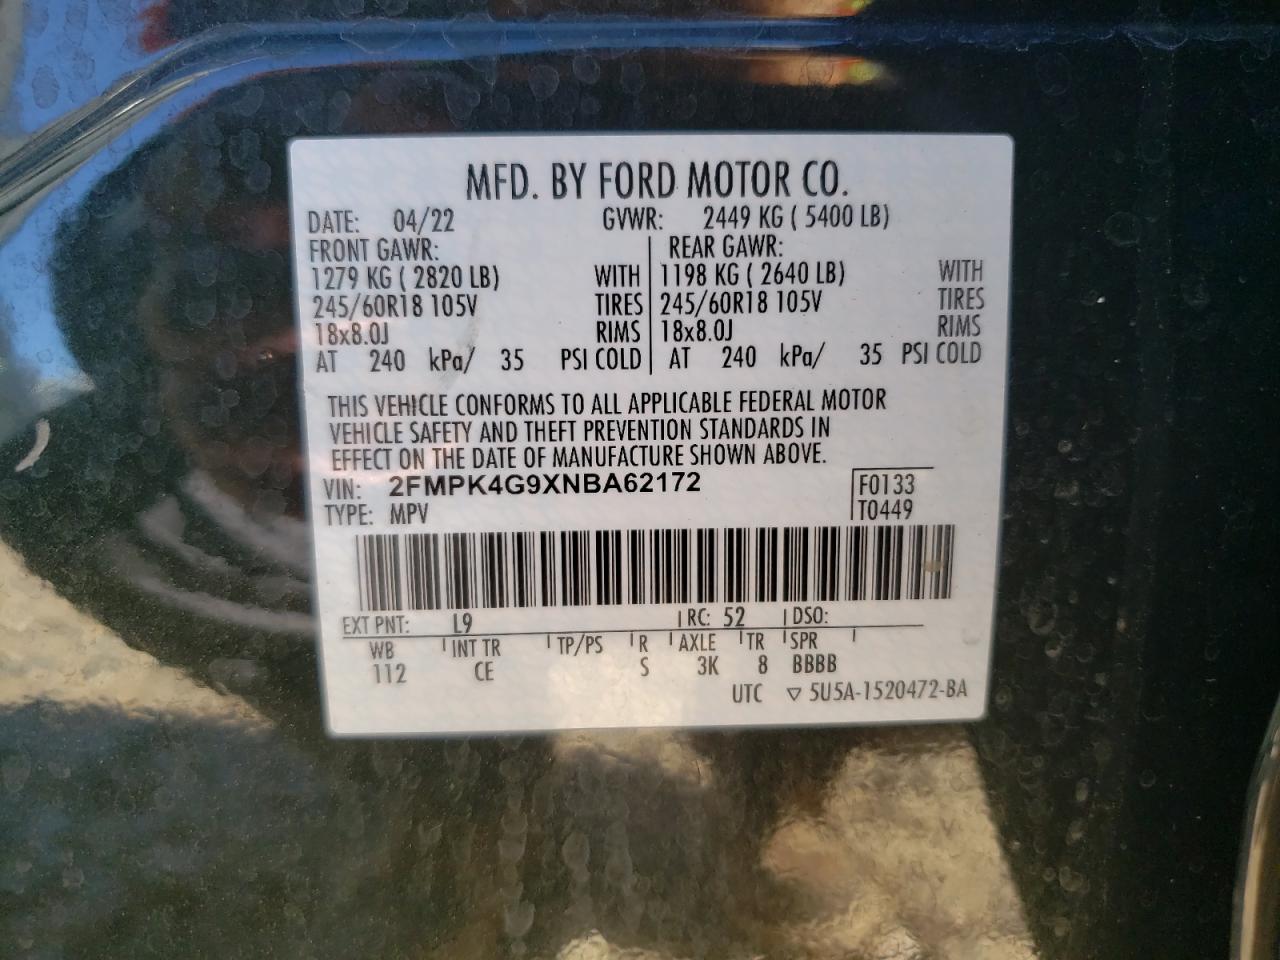 MFD. BY FORD MOTOR CO.
DATE: 04/22 GVWR: 2449 KG ( 5400 LB)
FRONT GAWR: REAR GAWR:
1279 KG ( 2820 LB) WITH 1198 KG ( 2640 LB) WITH
245/60R18 105V TIRES 245/60R18 105V TIRES
18x8.0J RIMS 18x8.0J RIMS
AT 240 kPa/ 35 PSI COLD AT 240 kPa/ 35 PSI COLD
THIS VEHICLE CONFORMS TO ALL APPLICABLE FEDERAL MOTOR
VEHICLE SAFETY AND THEFT PREVENTION STANDARDS IN
EFFECT ON THE DATE OF MANUFACTURE SHOWN ABOVE.
VIN: 2FMPK4G9XNBA62172 F0133
TYPE: MPV T0449
EXT PNT: L9 RC: 52 DSO:
WB INT TR TP/PS R AXLE TR SPR
112 CE S 3K 8 BBBB
UTC ▽ 5U5A-1520472-BA